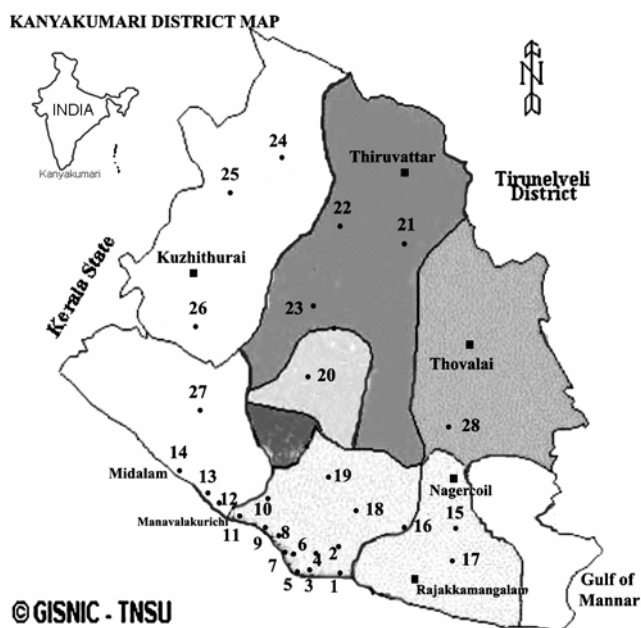 KANYAKUMARI DISTRICT MAP
INDIA
Kanyakumari
24
Thiruvattar
25
Tirunelveli
District
22
21
Kerala State
Kuzhithurai
23
26
Thovalai
20
27
28
14
Midalam
19
Nagercoil
13
12
10
18
15
Manavalakurichi
11
16
9
8
2
7
6
4
17
5
3
1
Rajakkamangalam
Gulf of
Mannar
© GISNIC - TNSU
N